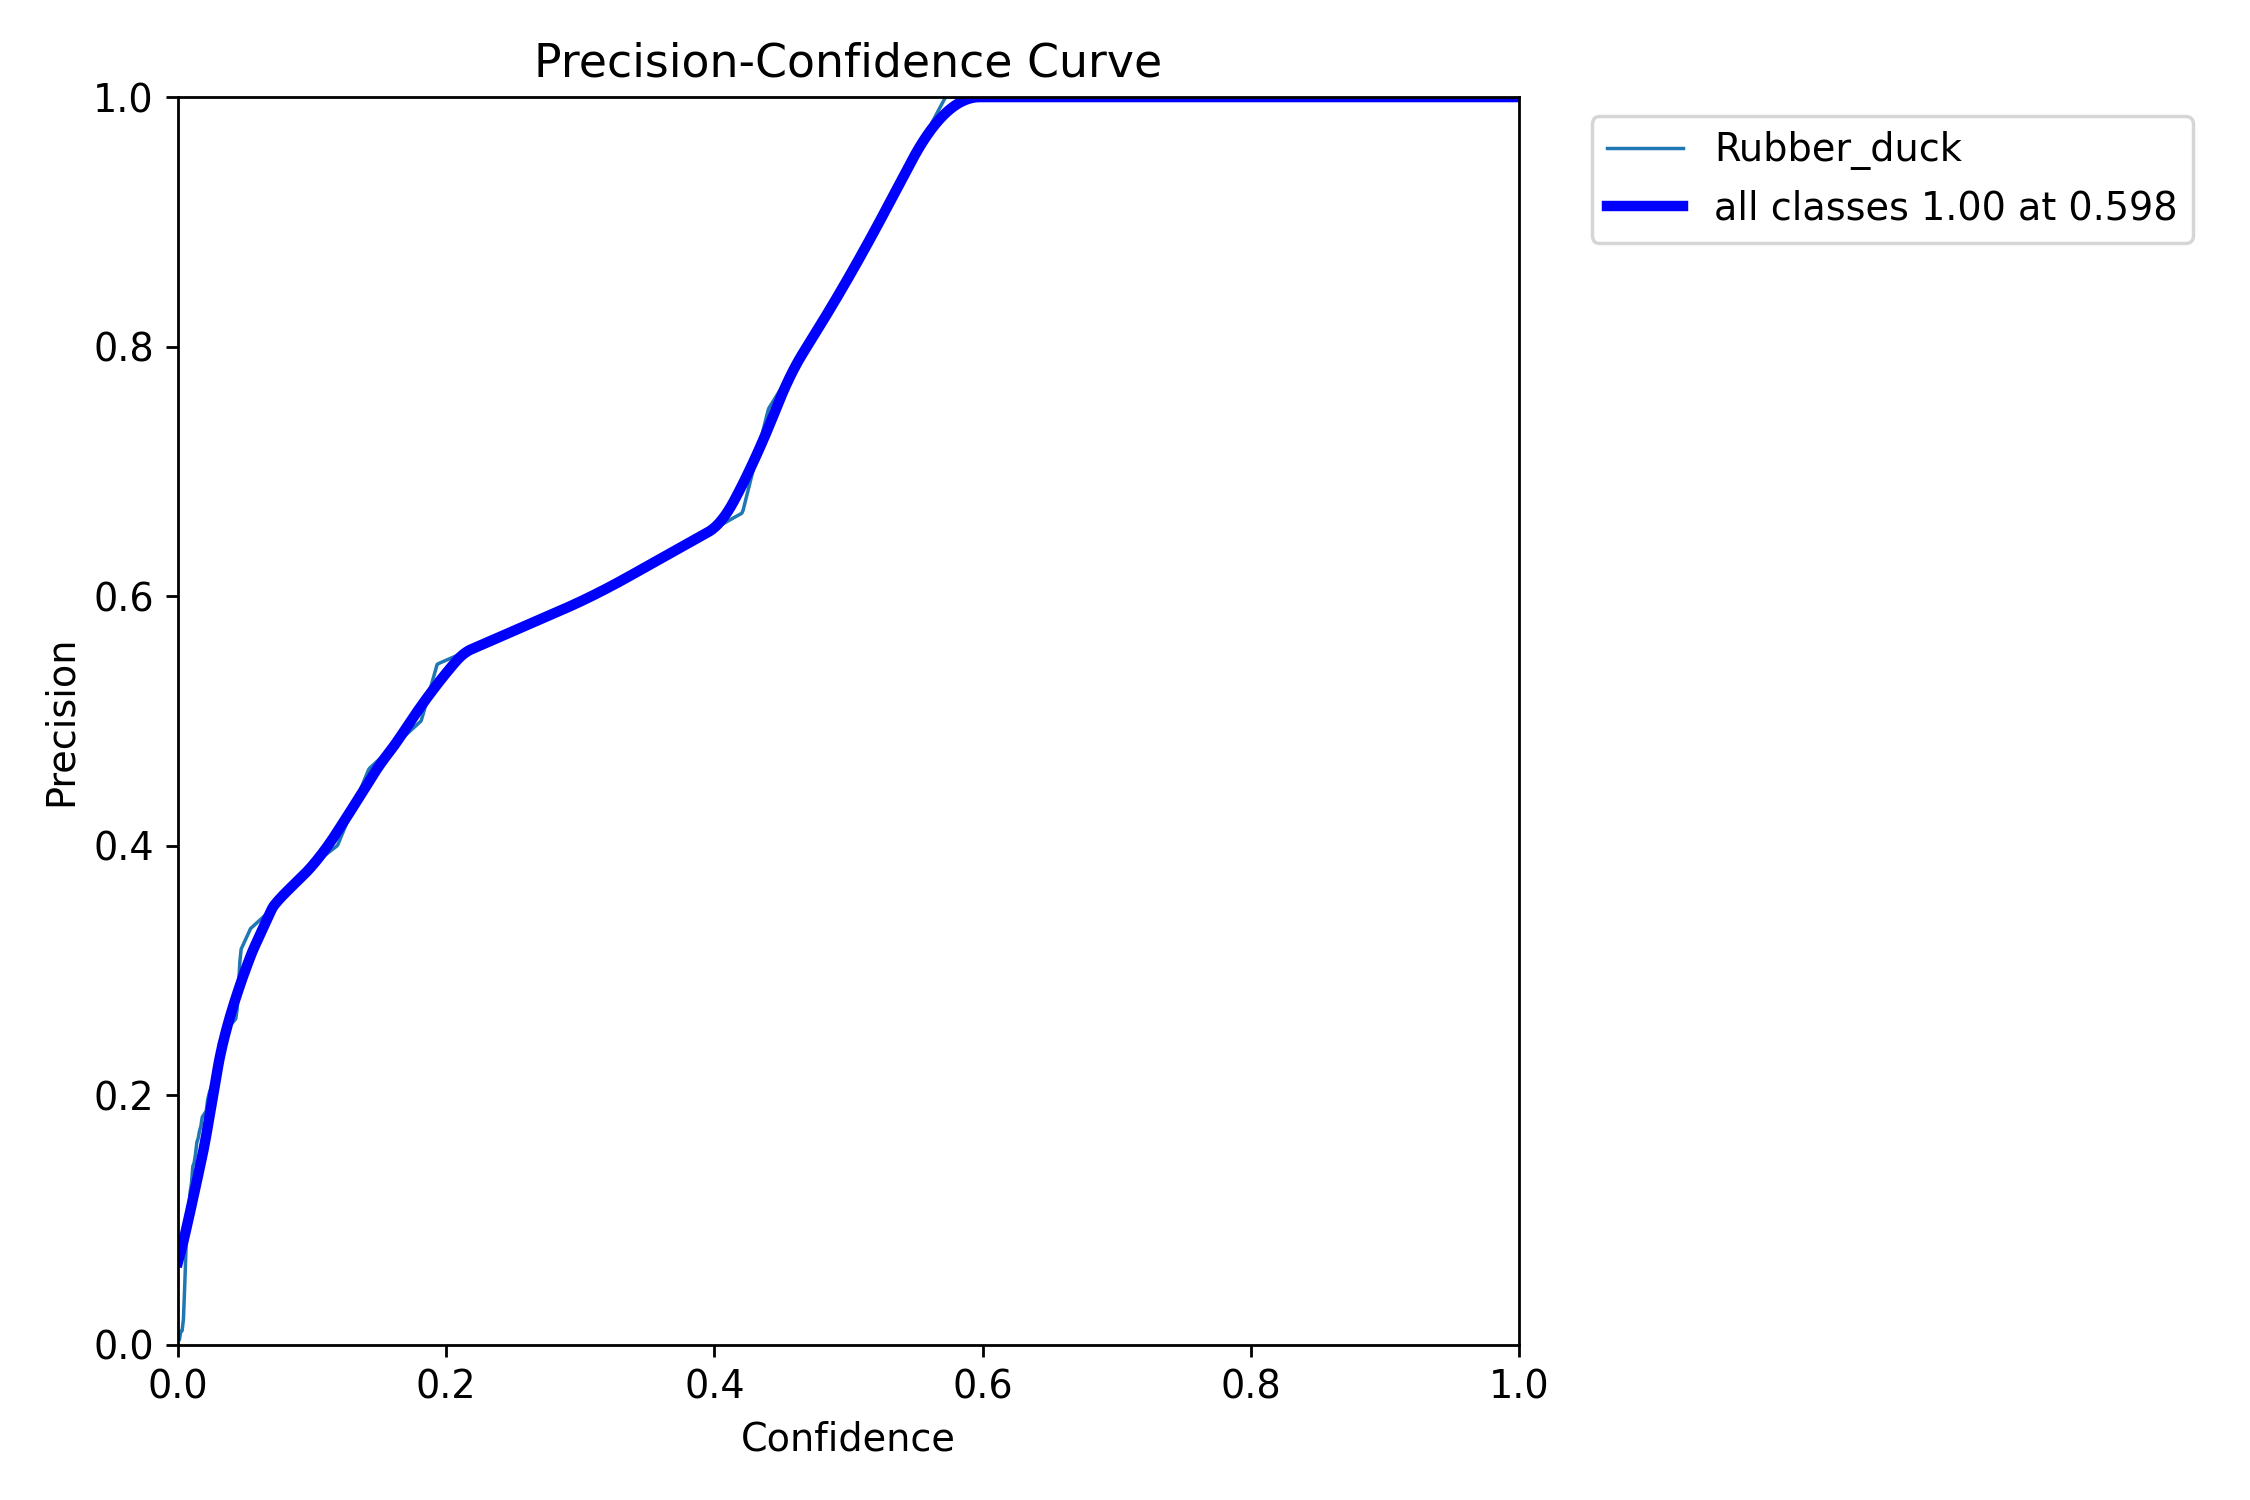 Precision-Confidence Curve
1.0
0.8
0.6
0.4
0.2
0.0
Precision
0.0 0.2 0.4 0.6 0.8 1.0
Confidence
Rubber_duck
all classes 1.00 at 0.598